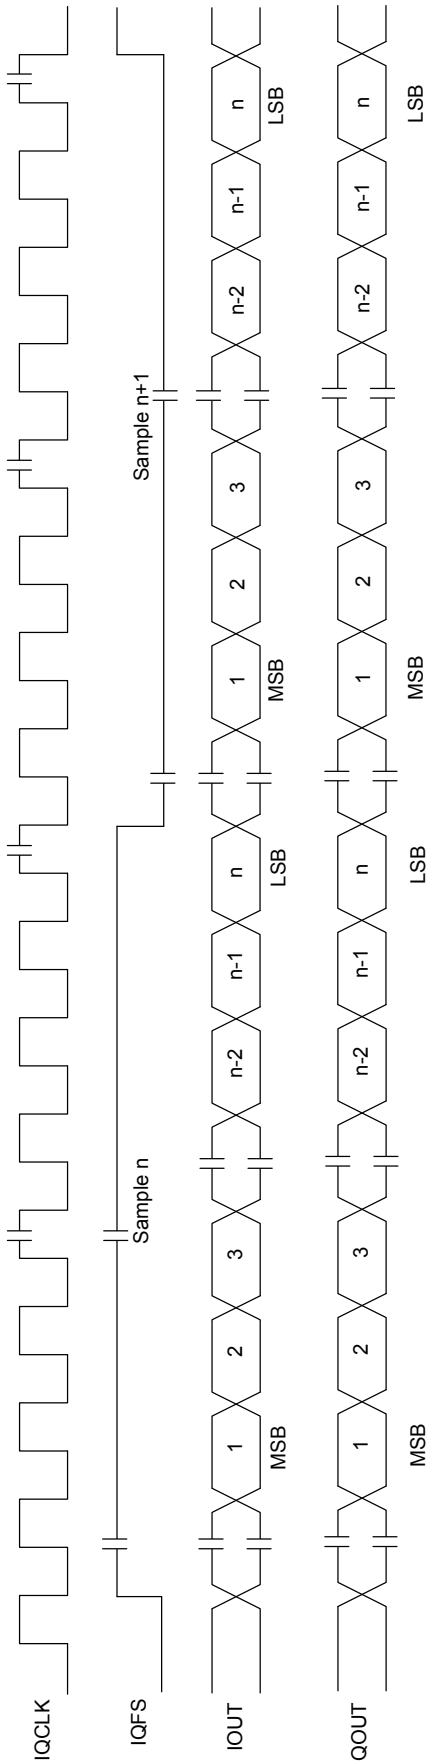 IQCLK
IQFS
Sample n
Sample n+1
IOUT
1 2 3 n-2 n-1 n 1 2 3 n-2 n-1 n
MSB LSB MSB LSB
QOUT
1 2 3 n-2 n-1 n 1 2 3 n-2 n-1 n
MSB LSB MSB LSB